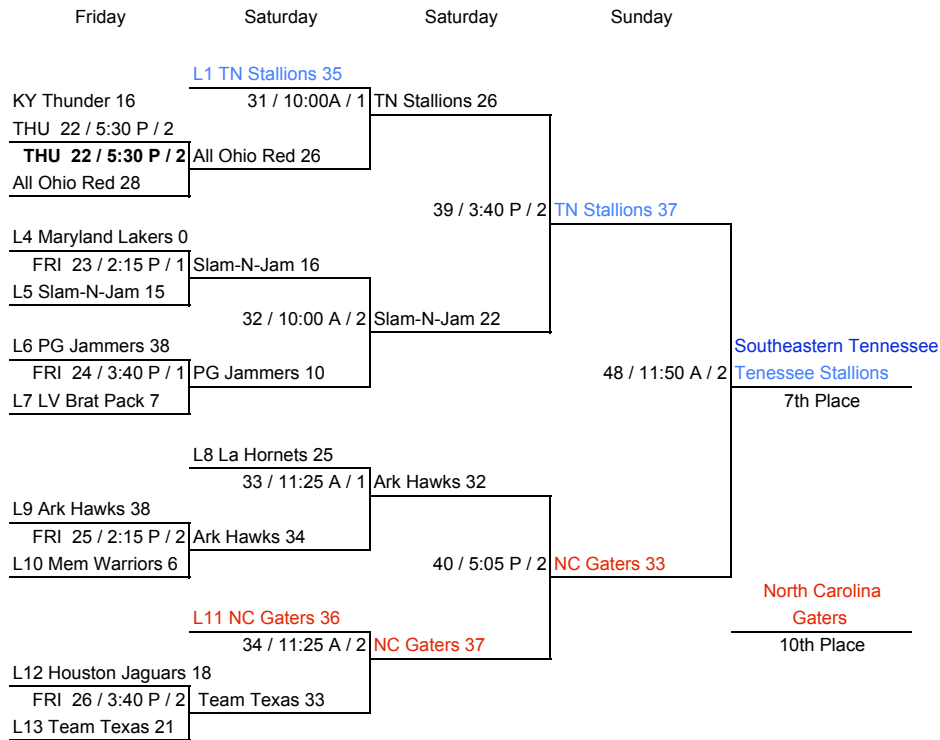 Friday
Saturday
Saturday
Sunday
L1 TN Stallions 35
KY Thunder 16
31 / 10:00A / 1
TN Stallions 26
THU 22 / 5:30 P / 2
THU 22 / 5:30 P / 2
All Ohio Red 26
All Ohio Red 28
39 / 3:40 P / 2
TN Stallions 37
L4 Maryland Lakers 0
FRI 23 / 2:15 P / 1
Slam-N-Jam 16
L5 Slam-N-Jam 15
32 / 10:00 A / 2
Slam-N-Jam 22
L6 PG Jammers 38
Southeastern Tennessee
FRI 24 / 3:40 P / 1
PG Jammers 10
48 / 11:50 A / 2
Tenessee Stallions
L7 LV Brat Pack 7
7th Place
L8 La Hornets 25
33 / 11:25 A / 1
Ark Hawks 32
L9 Ark Hawks 38
FRI 25 / 2:15 P / 2
Ark Hawks 34
L10 Mem Warriors 6
40 / 5:05 P / 2
NC Gaters 33
North Carolina
Gaters
L11 NC Gaters 36
34 / 11:25 A / 2
NC Gaters 37
10th Place
L12 Houston Jaguars 18
FRI 26 / 3:40 P / 2
Team Texas 33
L13 Team Texas 21